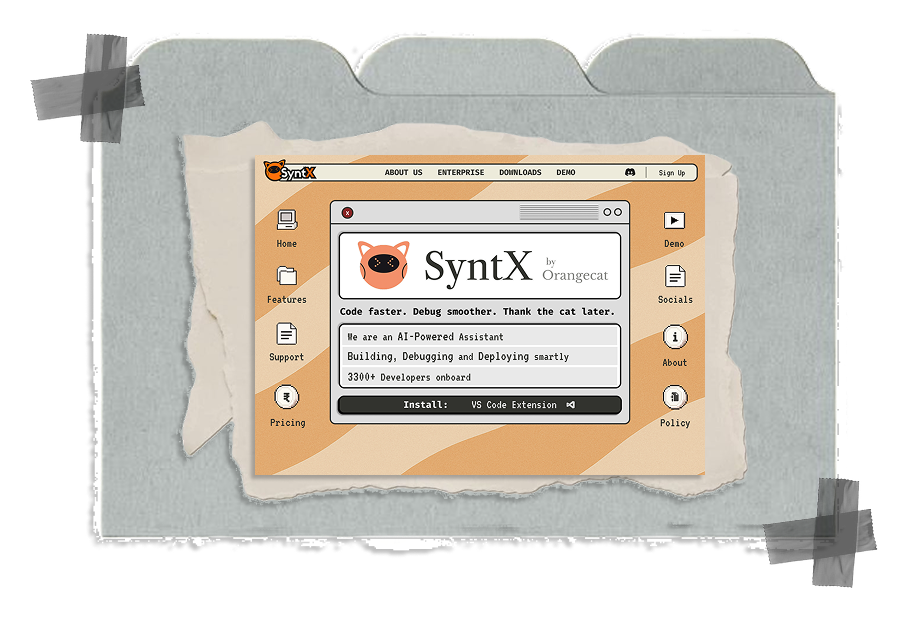 SyntX
ABOUT US ENTERPRISE DOWNLOADS DEMO Sign Up
x
Home
Features
Support
₹
Pricing
SyntX by Orangecat
Code faster. Debug smoother. Thank the cat later.
We are an AI-Powered Assistant
Building, Debugging and Deploying smartly
3300+ Developers onboard
Install: VS Code Extension
Demo
Socials
i
About
Policy